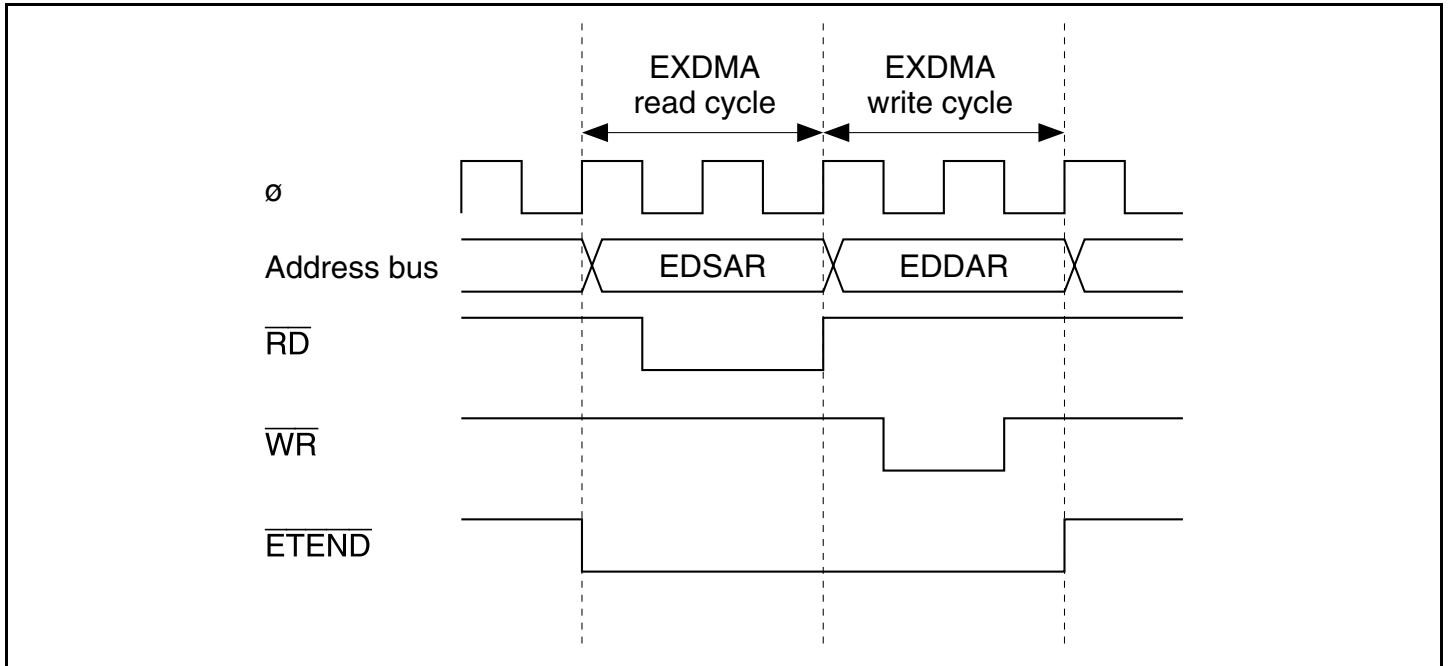 EXDMA
read cycle
EXDMA
write cycle
ø
Address bus
EDSAR
EDDAR
RD
WR
ETEND